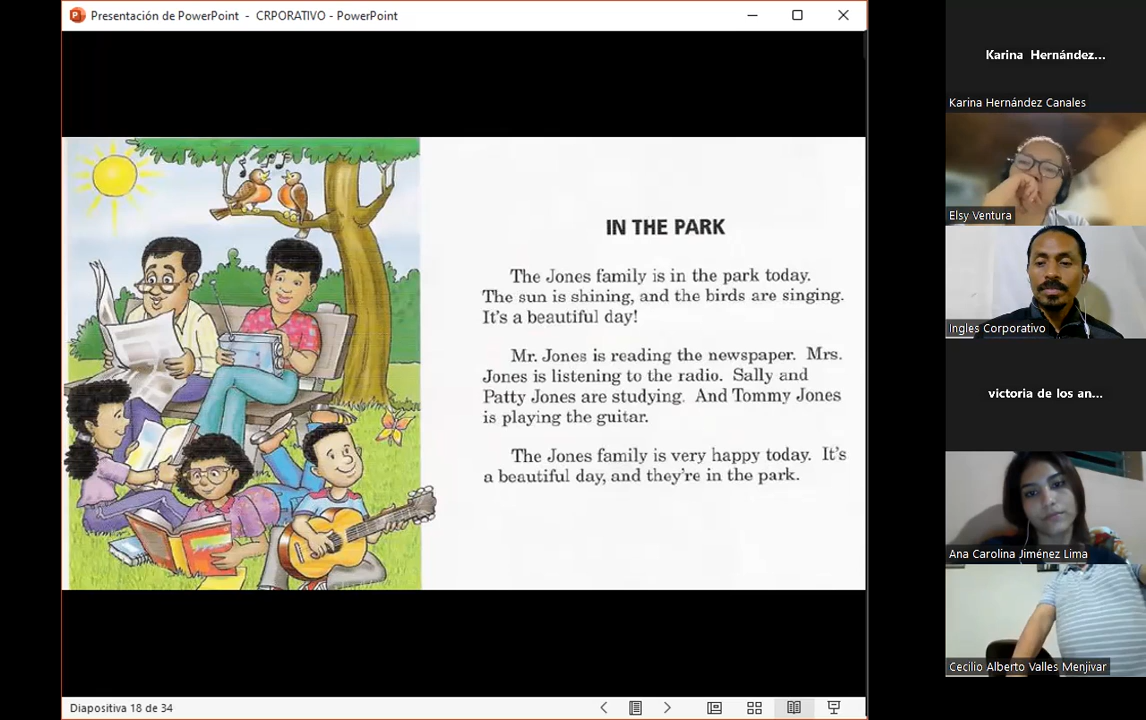 Presentación de PowerPoint - CRPORATIVO - PowerPoint
IN THE PARK
The Jones family is in the park today.
The sun is shining, and the birds are singing.
It's a beautiful day!
Mr. Jones is reading the newspaper. Mrs.
Jones is listening to the radio. Sally and
Patty Jones are studying. And Tommy Jones
is playing the guitar.
The Jones family is very happy today. It's
a beautiful day, and they're in the park.
Diapositiva 18 de 34
Karina Hernández...
Karina Hernández Canales
Elsy Ventura
Ingles Corporativo
victoria de los an...
Ana Carolina Jiménez Lima
Cecilio Alberto Valles Menjivar